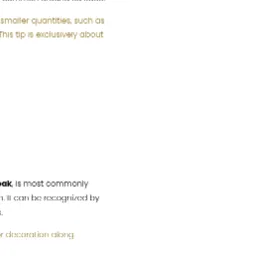 smaller quantities, such as
This tip is exclusively about
oak, is most commonly
. It can be recognized by
r decoration along